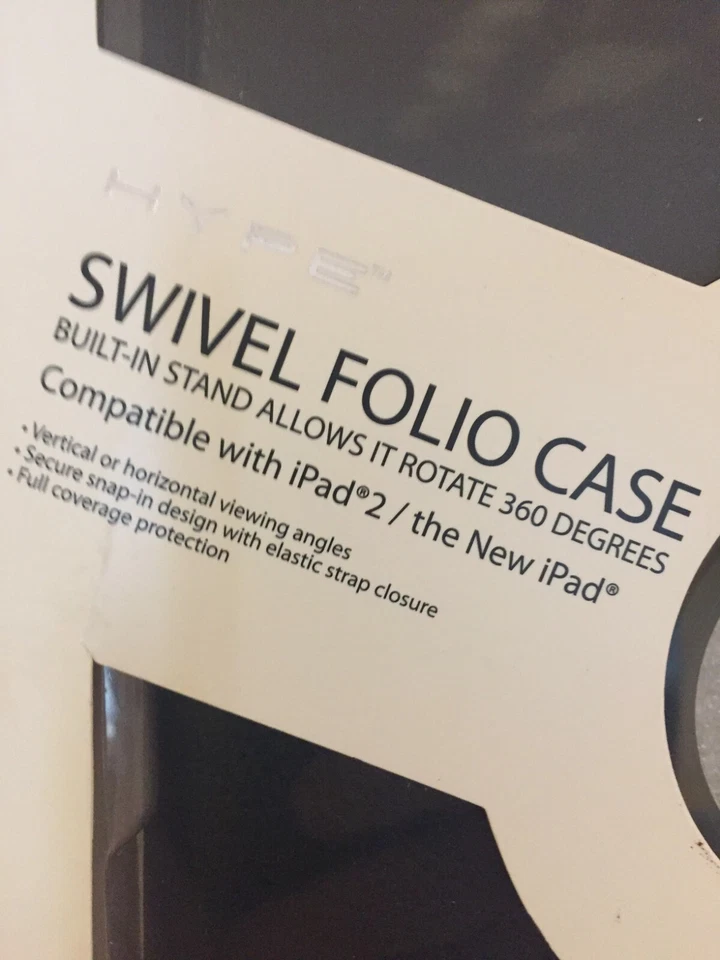 HYPE™
SWIVEL FOLIO CASE
BUILT-IN STAND ALLOWS IT ROTATE 360 DEGREES
Compatible with iPad®2 / the New iPad®
• Vertical or horizontal viewing angles
• Secure snap-in design with elastic strap closure
• Full coverage protection